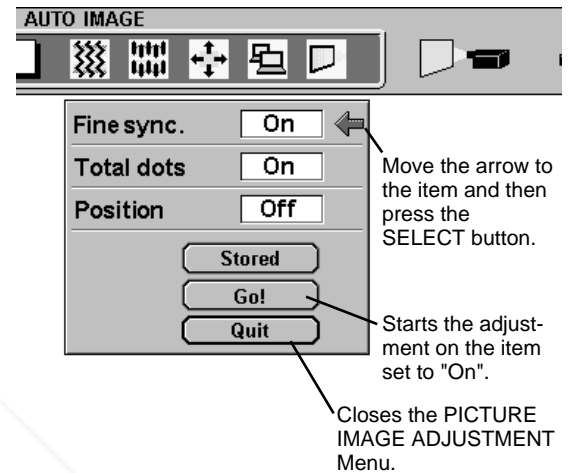 AUTO IMAGE
Fine sync. On
Total dots On
Position Off
Stored
Go!
Quit
Move the arrow to
the item and then
press the
SELECT button.
Starts the adjust-
ment on the item
set to "On".
Closes the PICTURE
IMAGE ADJUSTMENT
Menu.